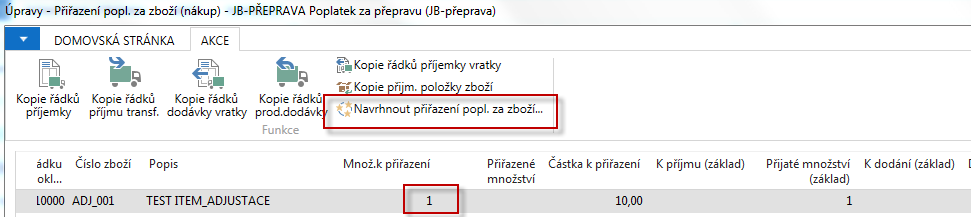 Úpravy - Přiřazení popl. za zboží (nákup) - JB-PŘEPRAVA Poplatek za přepravu (JB-přeprava)
DOMOVSKÁ STRÁNKA AKCE
Kopie řádků příjemky
Kopie řádků příjmu transf.
Kopie řádků dodávky vratky
Kopie řádků prod.dodávky
Kopie řádků příjemky vratky
Kopie přijm. položky zboží
Navrhnout přiřazení popl. za zboží...
Funkce
ádku okl... Číslo zboží Popis Množ.k přiřazení Přiřazené množství Částka k přiřazení K příjmu (základ) Přijaté množství (základ) K dodání (základ)
10000 ADJ_001 TEST ITEM_ADJUSTACE 1 10,00 1